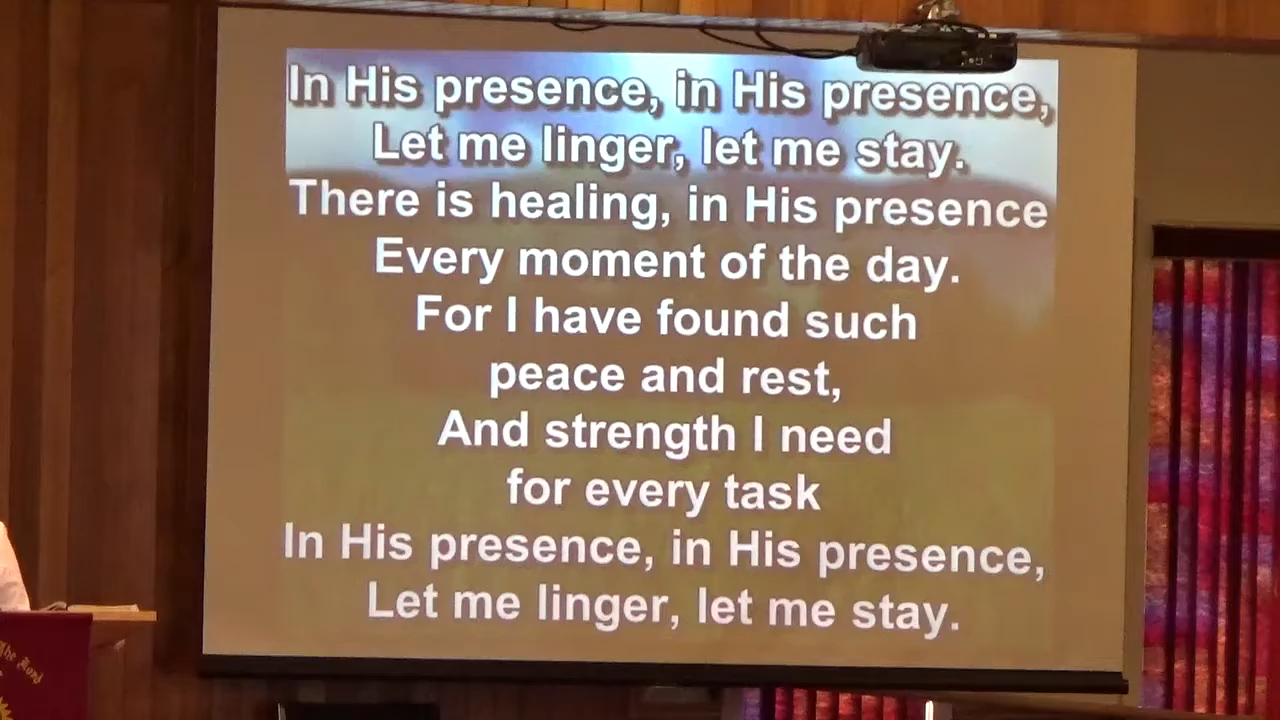 In His presence, in His presence,
Let me linger, let me stay.
There is healing, in His presence
Every moment of the day.
For I have found such
peace and rest,
And strength I need
for every task
In His presence, in His presence,
Let me linger, let me stay.
The Lord